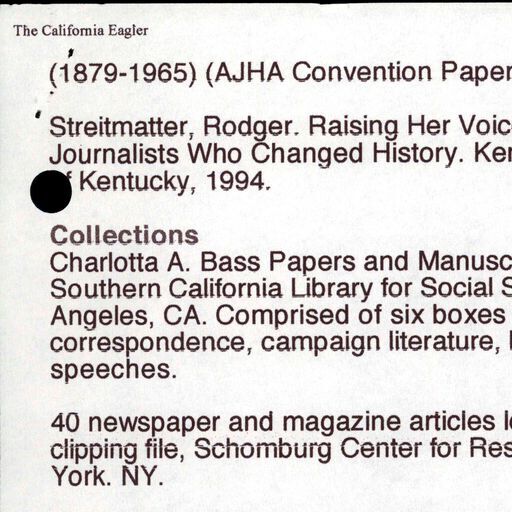 The California Eagler
(1879-1965) (AJHA Convention Paper
Streitmatter, Rodger. Raising Her Voic
Journalists Who Changed History. Ker
Kentucky, 1994.
Collections
Charlotta A. Bass Papers and Manusc
Southern California Library for Social S
Angeles, CA. Comprised of six boxes
correspondence, campaign literature,
speeches.
40 newspaper and magazine articles
clipping file, Schomburg Center for Res
York. NY.